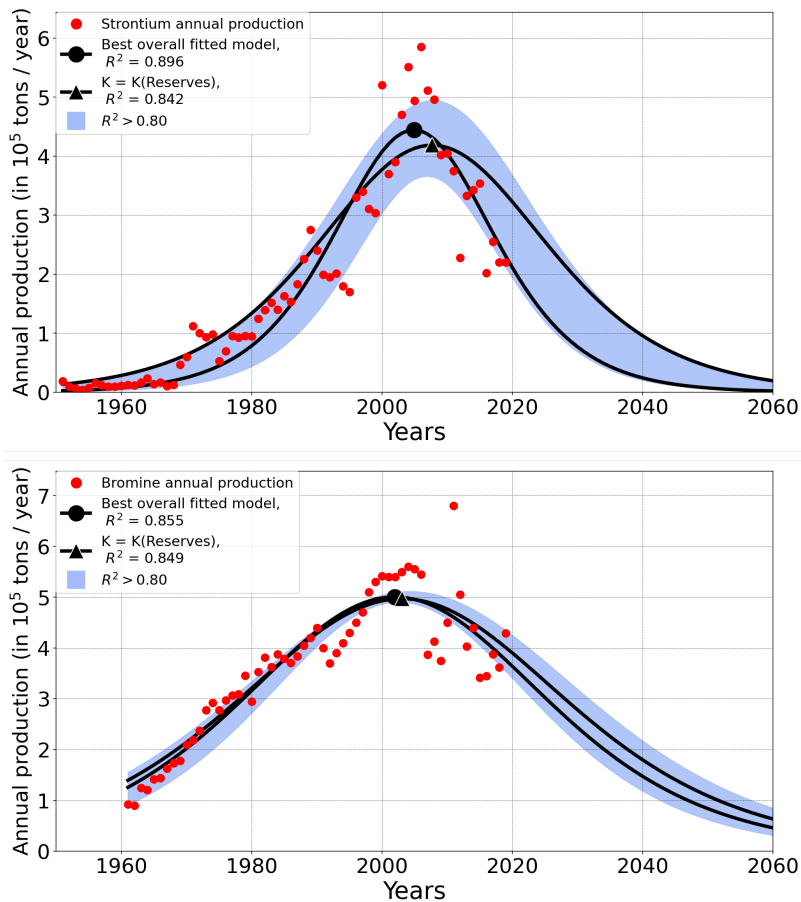 Annual production (in 10⁵ tons / year)
Strontium annual production
Best overall fitted model,
R² = 0.896
K = K(Reserves),
R² = 0.842
R² > 0.80
6
5
4
3
2
1
0
1960 1980 2000 2020 2040 2060
Years
Annual production (in 10⁵ tons / year)
Bromine annual production
Best overall fitted model,
R² = 0.855
K = K(Reserves),
R² = 0.849
R² > 0.80
7
6
5
4
3
2
1
0
1960 1980 2000 2020 2040 2060
Years